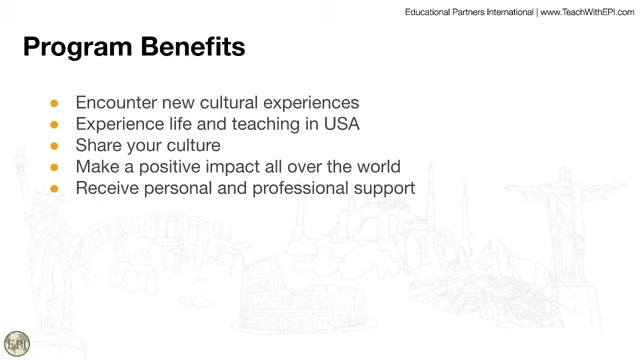 Educational Partners International | www.TeachWithEPI.com
Program Benefits
● Encounter new cultural experiences
● Experience life and teaching in USA
● Share your culture
● Make a positive impact all over the world
● Receive personal and professional support
EPI